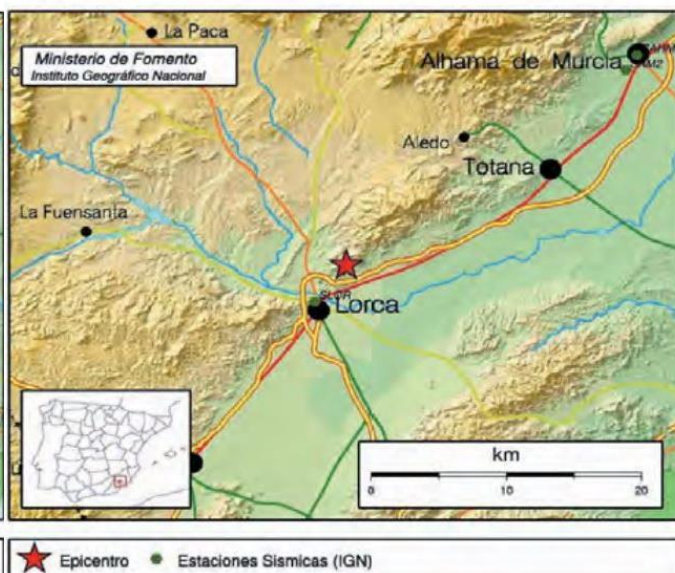 La Paca
Ministerio de Fomento
Instituto Geográfico Nacional
Alhama de Murcia
Aledo
Totana
La Fuensanta
Lorca
km
0 10 20
Epicentro
Estaciones Sismicas (IGN)